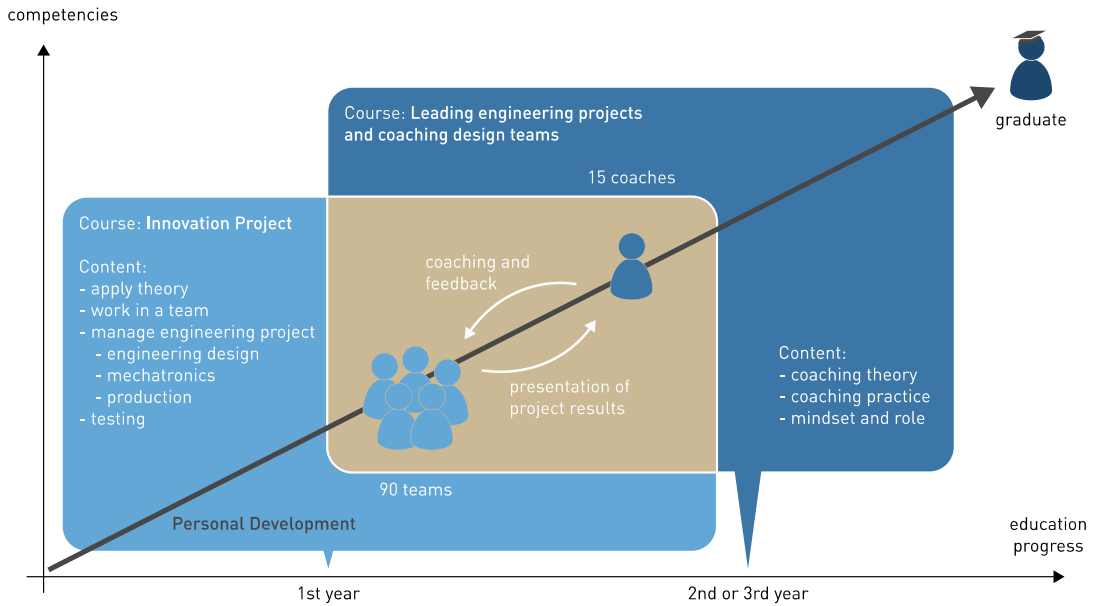 competencies
graduate
Course: Leading engineering projects
and coaching design teams
15 coaches
Course: Innovation Project
Content:
- apply theory
- work in a team
- manage engineering project
- engineering design
- mechatronics
- production
- testing
coaching and
feedback
presentation of
project results
Content:
- coaching theory
- coaching practice
- mindset and role
90 teams
Personal Development
education
progress
1st year
2nd or 3rd year